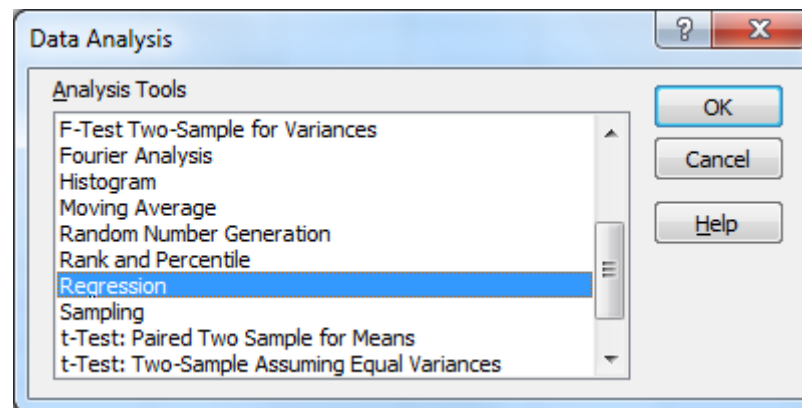 Data Analysis
?
Analysis Tools
F-Test Two-Sample for Variances
Fourier Analysis
Histogram
Moving Average
Random Number Generation
Rank and Percentile
Regression
Sampling
t-Test: Paired Two Sample for Means
t-Test: Two-Sample Assuming Equal Variances
OK
Cancel
Help